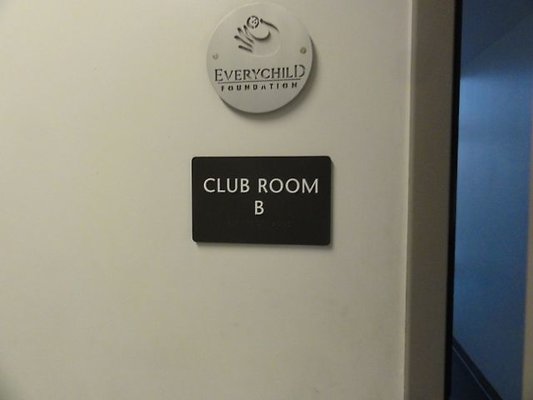 EVERYCHILD
FOUNDATION
CLUB ROOM
B